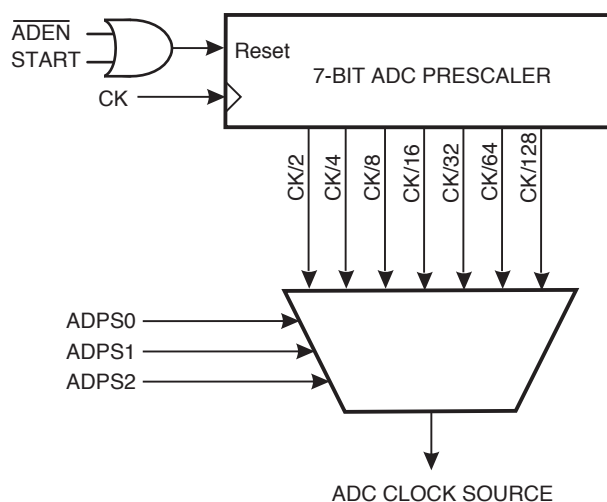 ADEN
START
Reset
7-BIT ADC PRESCALER
CK
CK/2
CK/4
CK/8
CK/16
CK/32
CK/64
CK/128
ADPS0
ADPS1
ADPS2
ADC CLOCK SOURCE